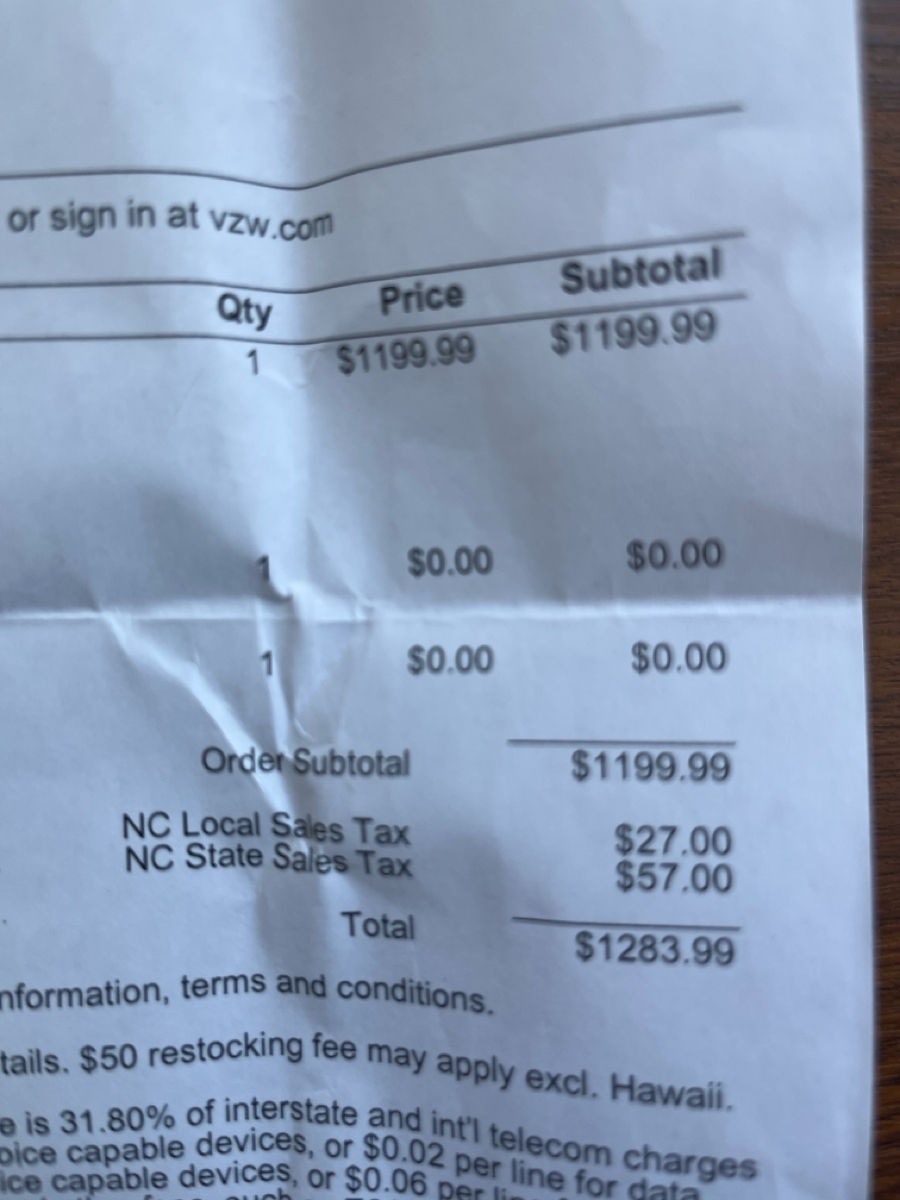 or sign in at vzw.com
Qty Price Subtotal
1 $1199.99 $1199.99
1 $0.00 $0.00
1 $0.00 $0.00
Order Subtotal $1199.99
NC Local Sales Tax $27.00
NC State Sales Tax $57.00
Total $1283.99
nformation, terms and conditions.
tails. $50 restocking fee may apply excl. Hawaii.
e is 31.80% of interstate and int'l telecom charges
oice capable devices, or $0.02 per line for data
ice capable devices, or $0.06 per